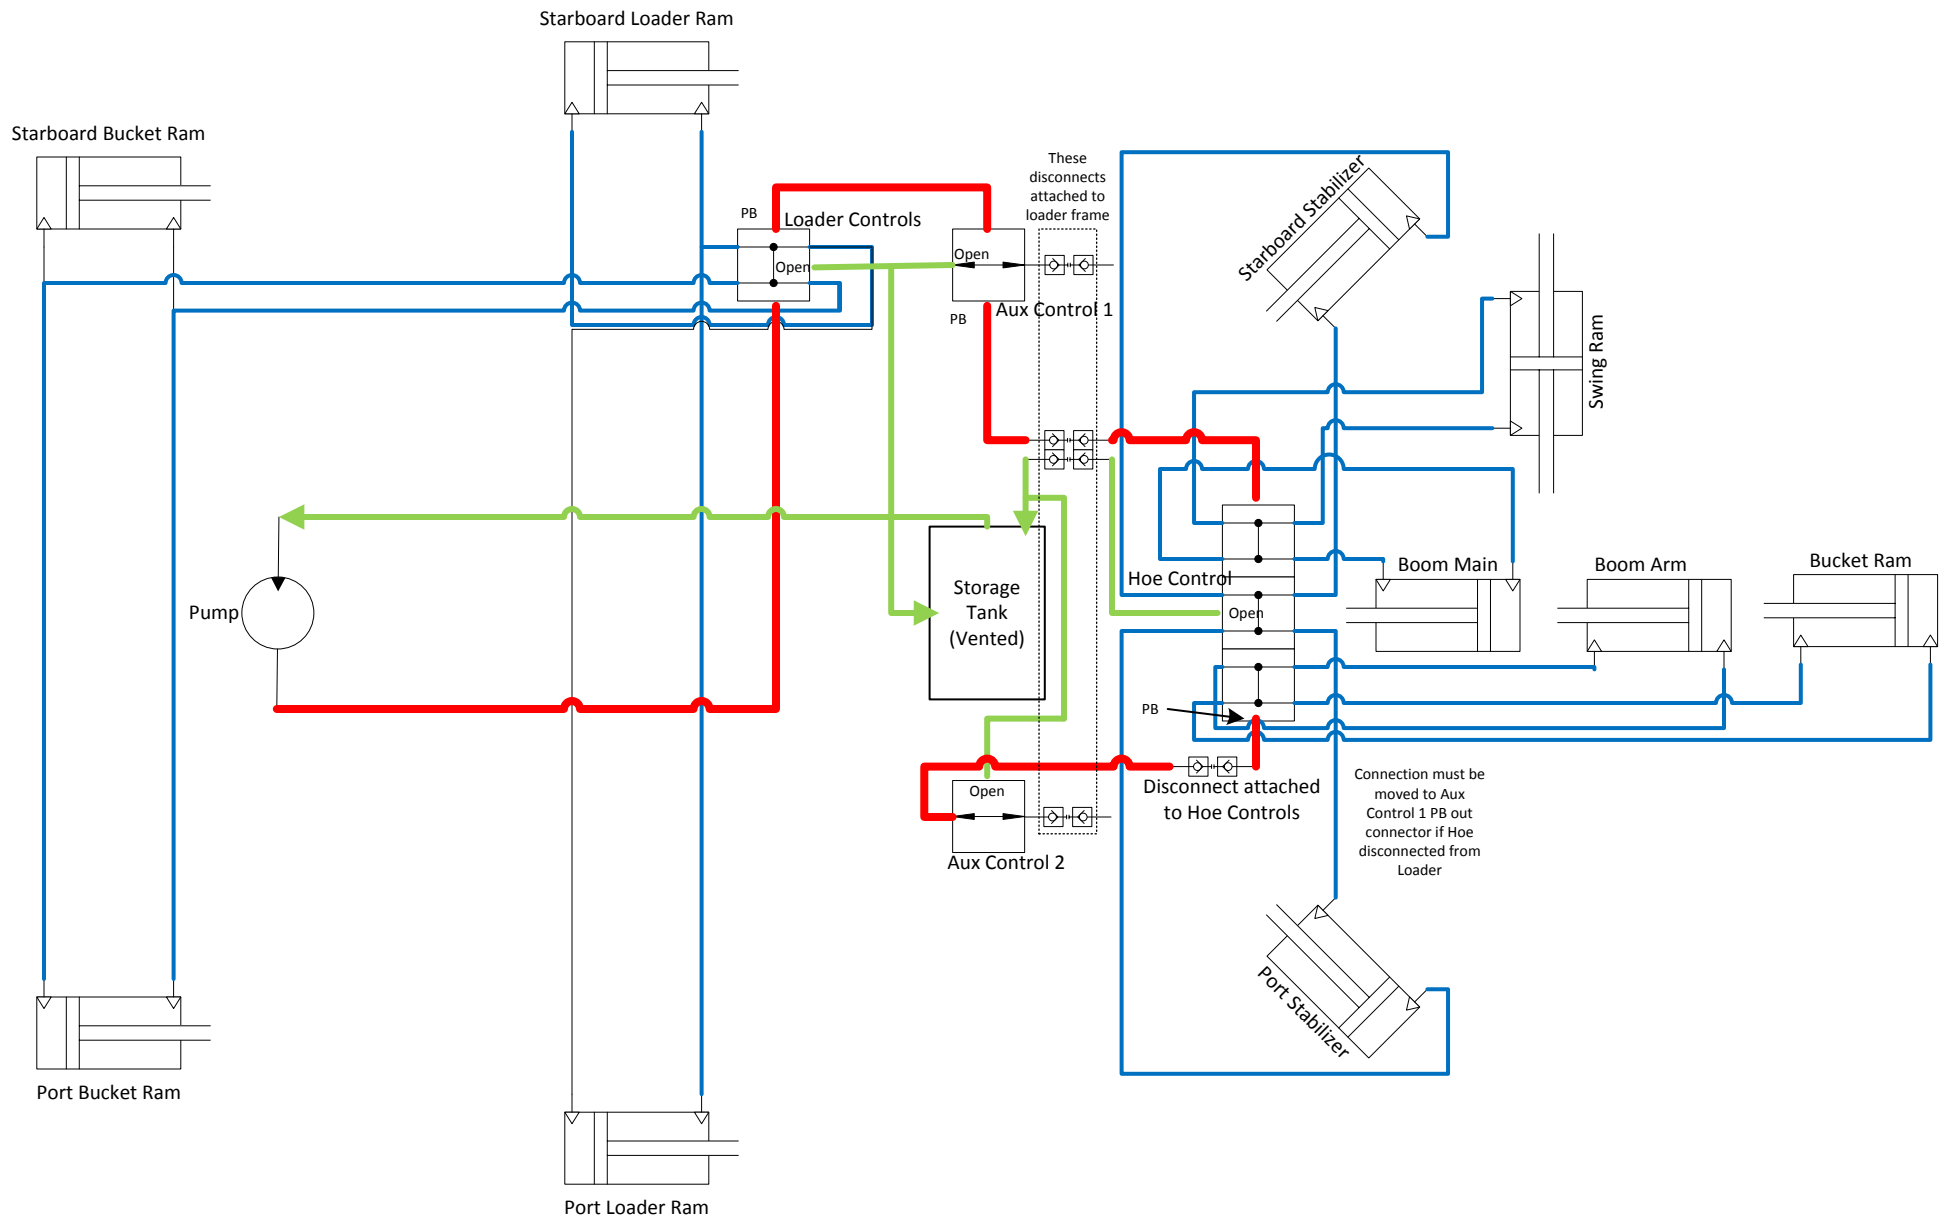 Starboard Loader Ram
Starboard Bucket Ram
These
disconnects
attached to
loader frame
PB
Loader Controls
Open
Open
PB
Aux Control 1
Starboard Stabilizer
Swing Ram
Pump
Storage
Tank
(Vented)
Hoe Control
Open
Boom Main
Boom Arm
Bucket Ram
PB
Disconnect attached
to Hoe Controls
Connection must be
moved to Aux
Control 1 PB out
connector if Hoe
disconnected from
Loader
Open
Aux Control 2
Port Stabilizer
Port Bucket Ram
Port Loader Ram